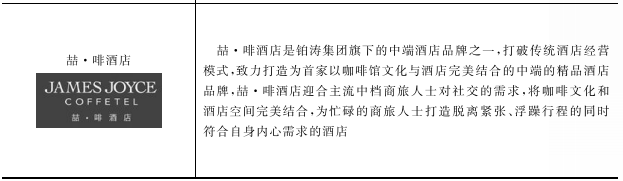 喆·啡酒店
JAMES JOYCE
COFFETEL
喆·啡酒店
喆·啡酒店是铂涛集团旗下的中端酒店品牌之一,打破传统酒店经营
模式,致力打造为首家以咖啡馆文化与酒店完美结合的中端的精品酒店
品牌,喆·啡酒店迎合主流中档商旅人士对社交的需求,将咖啡文化和
酒店空间完美结合,为忙碌的商旅人士打造脱离紧张、浮躁行程的同时
符合自身内心需求的酒店